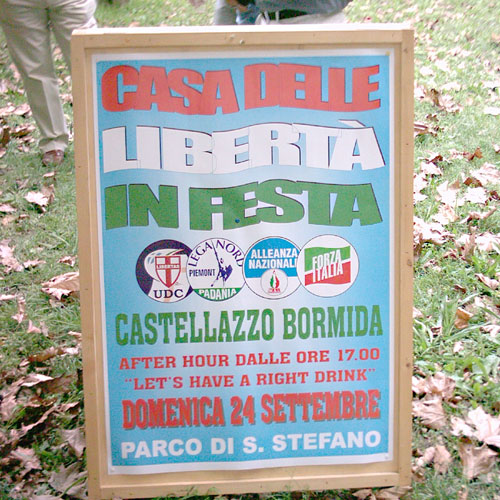 CASA DELLE
LIBERTÀ
IN FESTA
LIBERTAS
UDC
LEGA NORD
PIEMONT
PADANIA
ALLEANZA
NAZIONALE
FORZA
ITALIA
CASTELLAZZO BORMIDA
AFTER HOUR DALLE ORE 17.00
"LET'S HAVE A RIGHT DRINK"
DOMENICA 24 SETTEMBRE
PARCO DI S. STEFANO